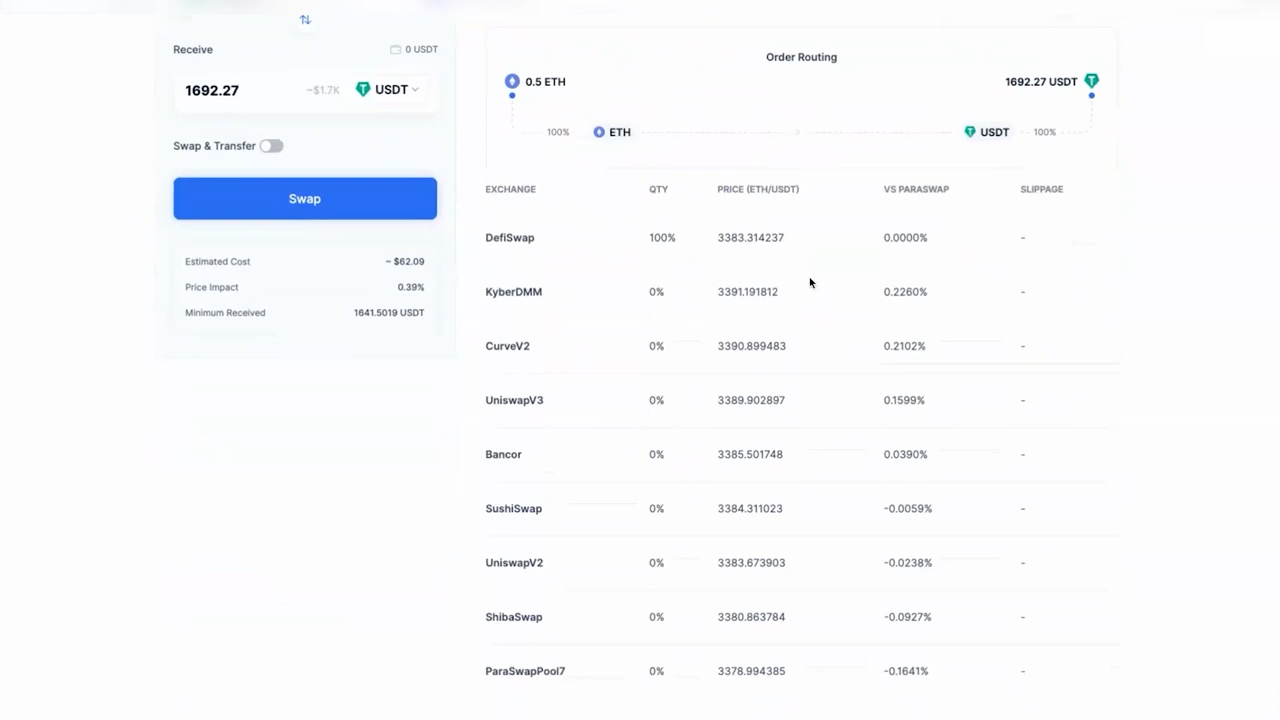 Receive 0 USDT
1692.27 ~$1.7K USDT
Swap & Transfer
Swap
Estimated Cost ~ $62.09
Price Impact 0.39%
Minimum Received 1641.5019 USDT
Order Routing
0.5 ETH 1692.27 USDT
100% ETH USDT 100%
EXCHANGE QTY PRICE (ETH/USDT) VS PARASWAP SLIPPAGE
DefiSwap 100% 3383.314237 0.0000% -
KyberDMM 0% 3391.191812 0.2260% -
CurveV2 0% 3390.899483 0.2102% -
UniswapV3 0% 3389.902897 0.1599% -
Bancor 0% 3385.501748 0.0390% -
SushiSwap 0% 3384.311023 -0.0059% -
UniswapV2 0% 3383.673903 -0.0238% -
ShibaSwap 0% 3380.863784 -0.0927% -
ParaSwapPool7 0% 3378.994385 -0.1641% -